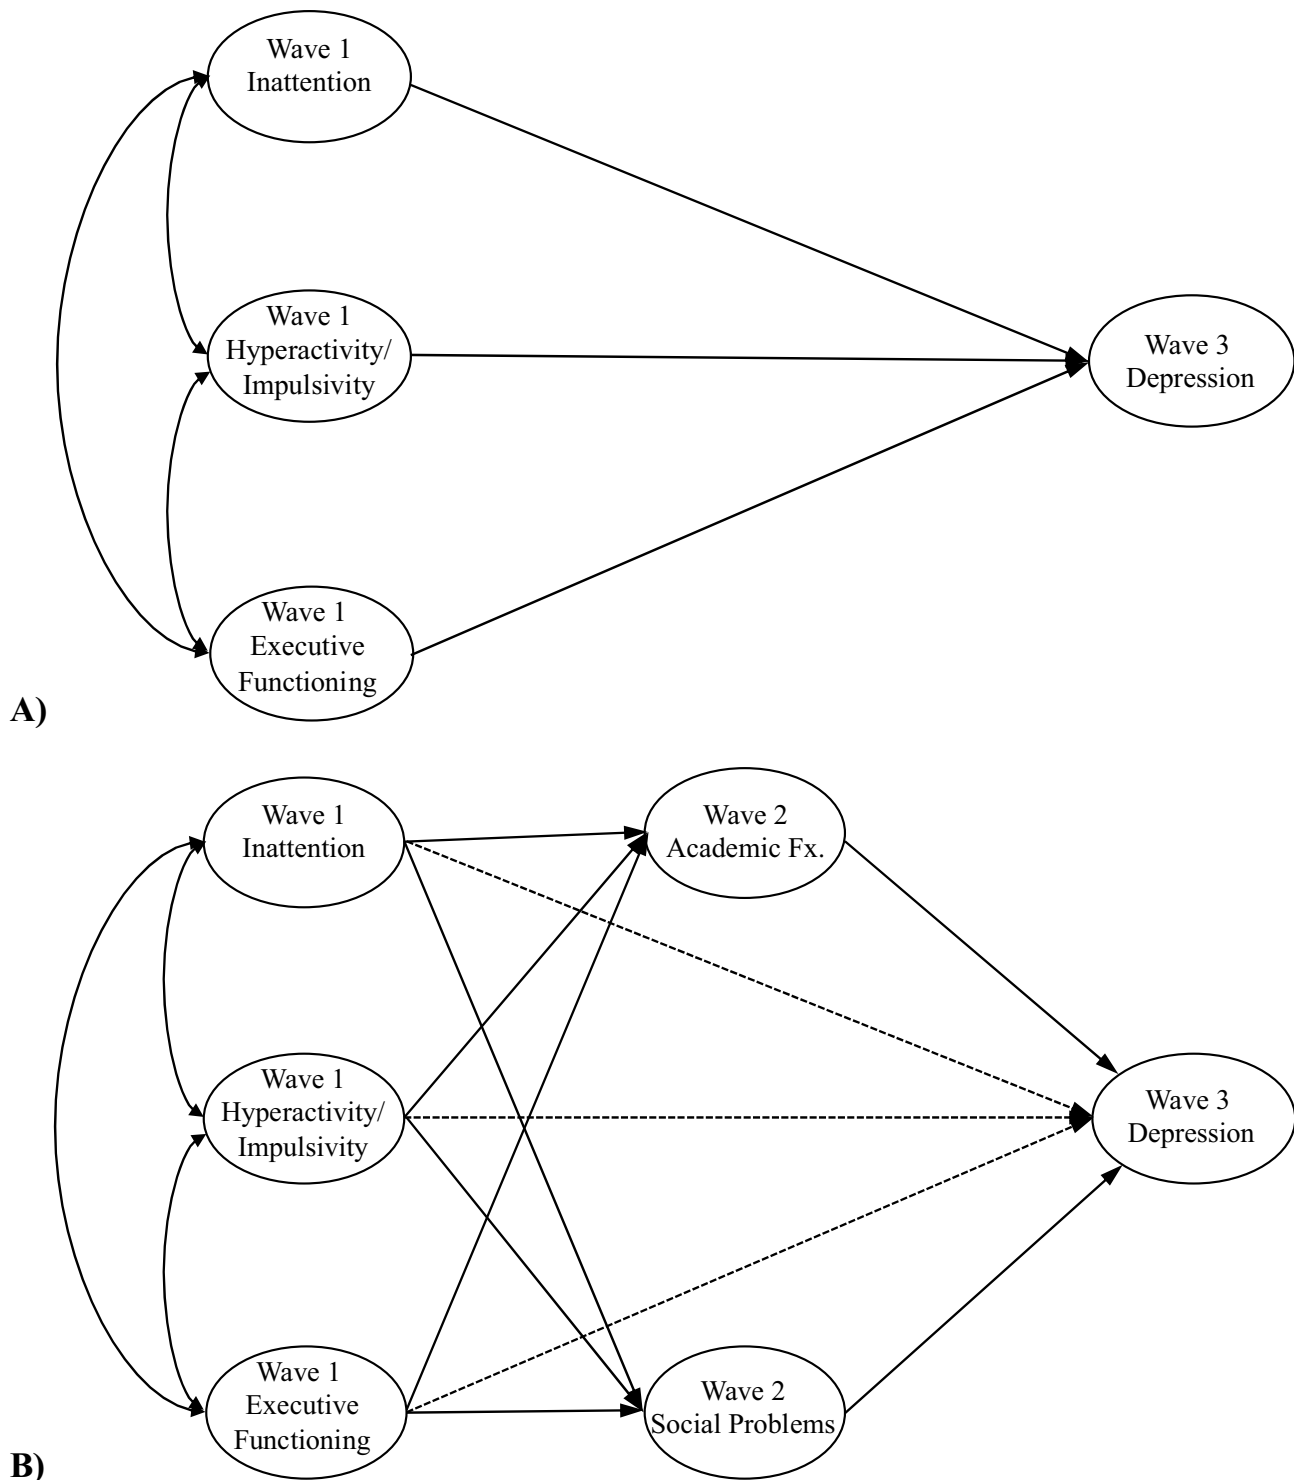 Wave 1
Inattention
Wave 1
Hyperactivity/
Impulsivity
Wave 3
Depression
Wave 1
Executive
Functioning
A)
Wave 1
Inattention
Wave 2
Academic Fx.
Wave 1
Hyperactivity/
Impulsivity
Wave 3
Depression
Wave 1
Executive
Functioning
Wave 2
Social Problems
B)